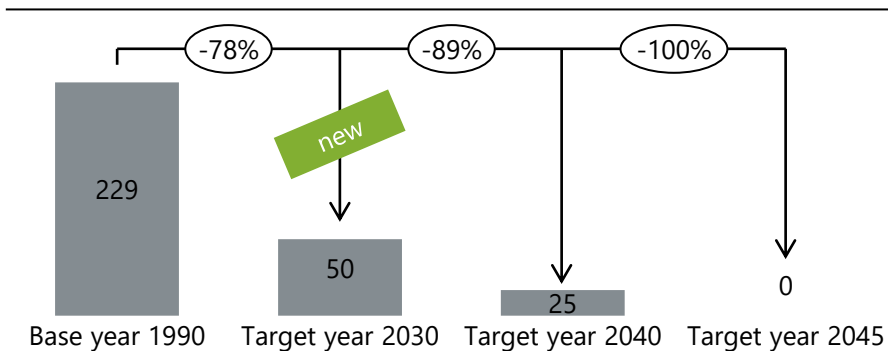 -78%
-89%
-100%
new
229
50
25
0
Base year 1990
Target year 2030
Target year 2040
Target year 2045